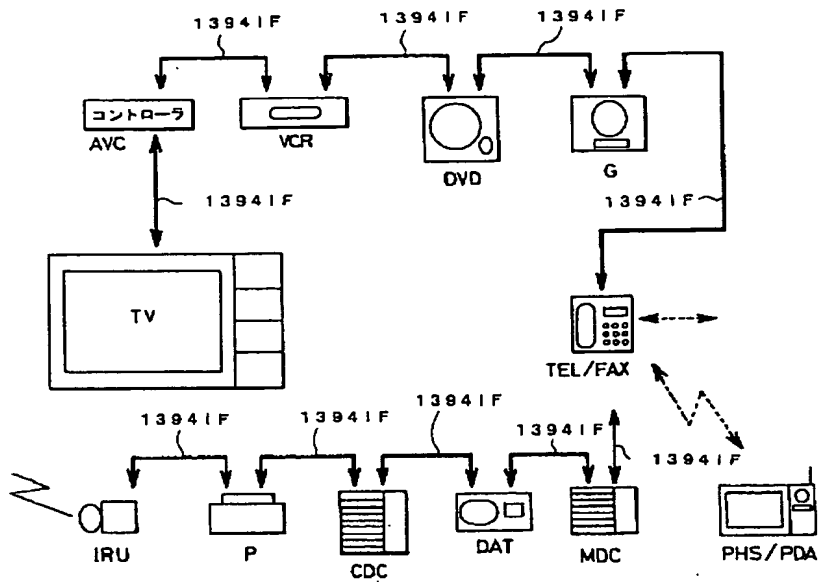 1394IF
1394IF
1394IF
コントローラ
AVC
VCR
DVD
G
1394IF
1394IF
TV
TEL/FAX
1394IF
1394IF
1394IF
1394IF
1394IF
IRU
P
CDC
DAT
MDC
PHS/PDA